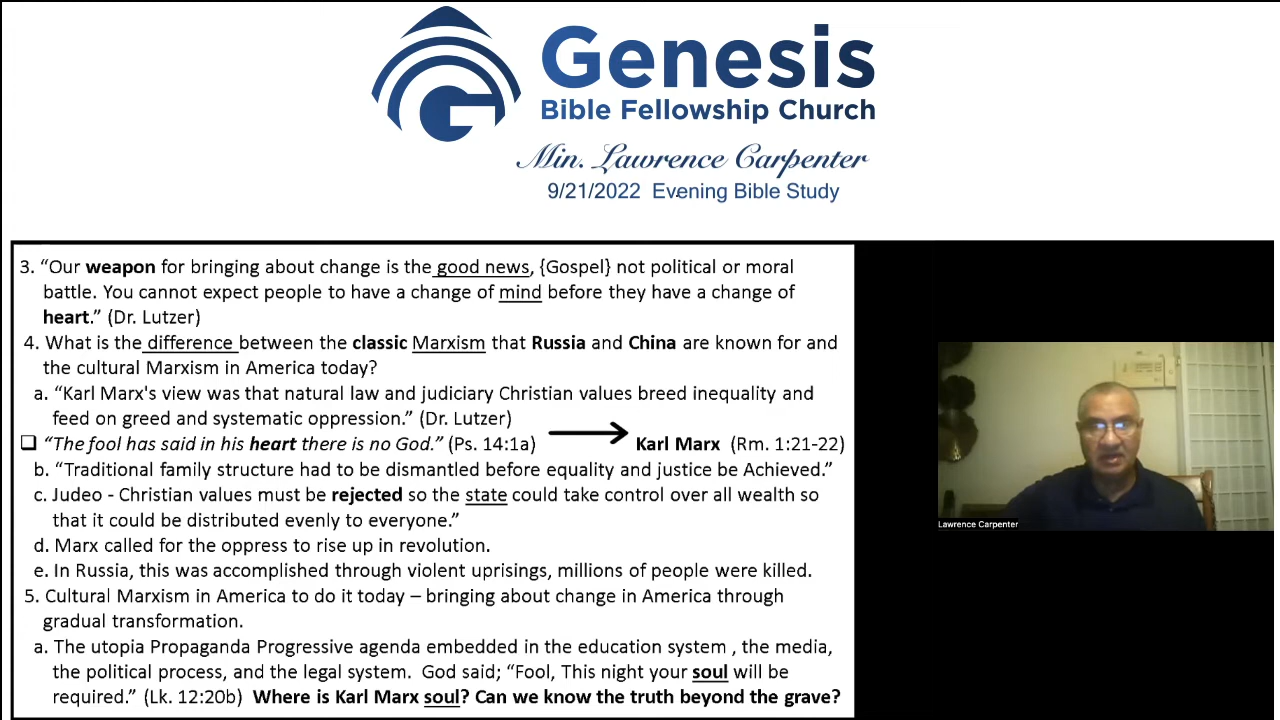 Genesis
Bible Fellowship Church
Min. Lawrence Carpenter
9/21/2022 Evening Bible Study
3. “Our weapon for bringing about change is the good news, {Gospel} not political or moral
battle. You cannot expect people to have a change of mind before they have a change of
heart.” (Dr. Lutzer)
4. What is the difference between the classic Marxism that Russia and China are known for and
the cultural Marxism in America today?
a. “Karl Marx's view was that natural law and judiciary Christian values breed inequality and
feed on greed and systematic oppression.” (Dr. Lutzer)
❑ “The fool has said in his heart there is no God.” (Ps. 14:1a) → Karl Marx (Rm. 1:21-22)
b. “Traditional family structure had to be dismantled before equality and justice be Achieved.”
c. Judeo - Christian values must be rejected so the state could take control over all wealth so
that it could be distributed evenly to everyone.”
d. Marx called for the oppress to rise up in revolution.
e. In Russia, this was accomplished through violent uprisings, millions of people were killed.
5. Cultural Marxism in America to do it today – bringing about change in America through
gradual transformation.
a. The utopia Propaganda Progressive agenda embedded in the education system , the media,
the political process, and the legal system. God said; “Fool, This night your soul will be
required.” (Lk. 12:20b) Where is Karl Marx soul? Can we know the truth beyond the grave?
Lawrence Carpenter